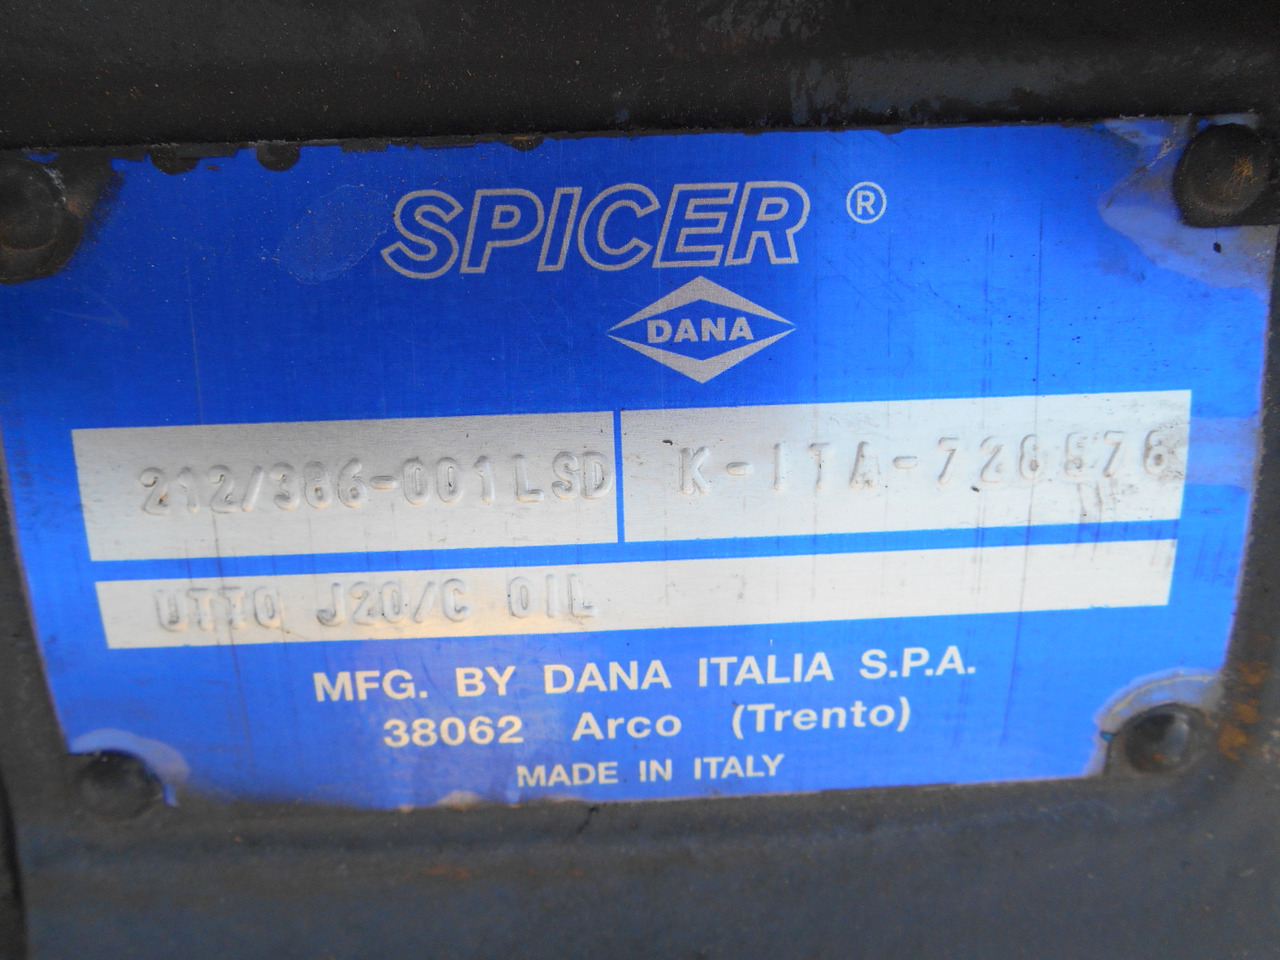 SPICER ®
DANA
212/386-001LSD K-ITA-728576
UTTO J20/C OIL
MFG. BY DANA ITALIA S.P.A.
38062 Arco (Trento)
MADE IN ITALY